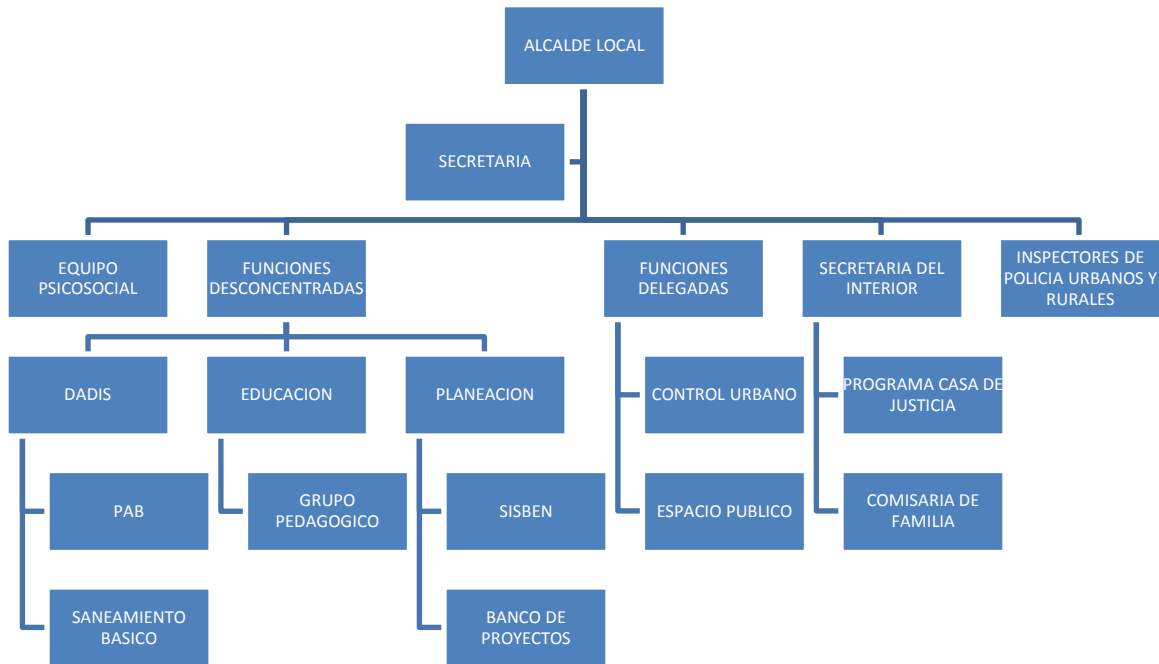 ALCALDE LOCAL
SECRETARIA
EQUIPO
PSICOSOCIAL
FUNCIONES
DESCONCENTRADAS
FUNCIONES
DELEGADAS
SECRETARIA DEL
INTERIOR
INSPECTORES DE
POLICIA URBANOS Y
RURALES
DADIS
EDUCACION
PLANEACION
CONTROL URBANO
PROGRAMA CASA DE
JUSTICIA
PAB
GRUPO
PEDAGOGICO
SISBEN
ESPACIO PUBLICO
COMISARIA DE
FAMILIA
SANEAMIENTO
BASICO
BANCO DE
PROYECTOS